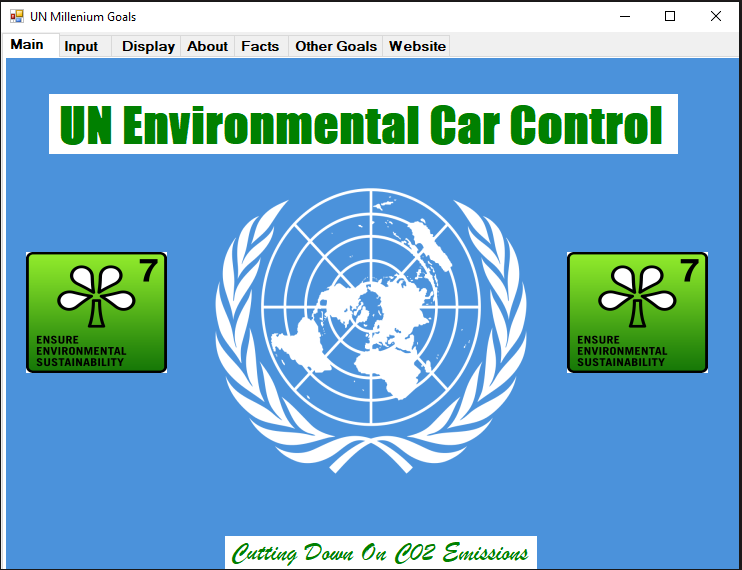 UN Millenium Goals
Main Input Display About Facts Other Goals Website
UN Environmental Car Control
7
ENSURE
ENVIRONMENTAL
SUSTAINABILITY
7
ENSURE
ENVIRONMENTAL
SUSTAINABILITY
Cutting Down On CO2 Emissions